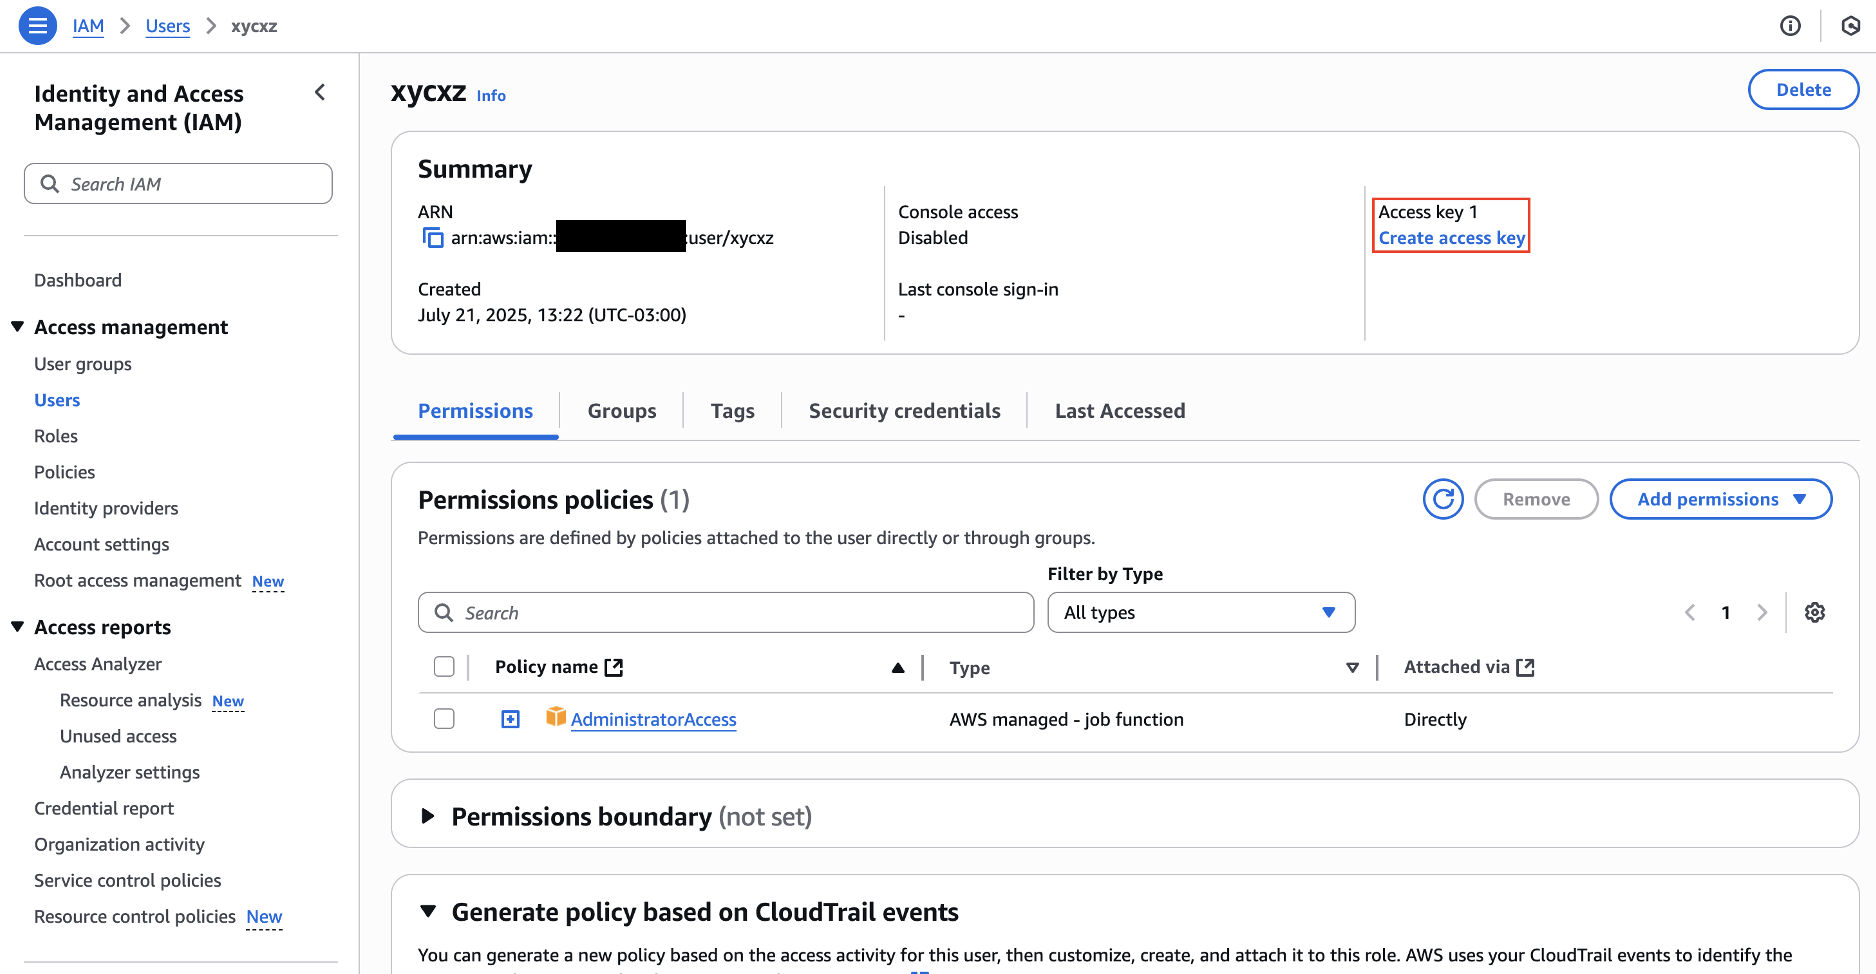 IAM > Users > xycxz
Identity and Access
Management (IAM)
Search IAM
Dashboard
Access management
User groups
Users
Roles
Policies
Identity providers
Account settings
Root access management New
Access reports
Access Analyzer
Resource analysis New
Unused access
Analyzer settings
Credential report
Organization activity
Service control policies
Resource control policies New
xycxz Info
Delete
Summary
ARN
arn:aws:iam:: :user/xycxz
Created
July 21, 2025, 13:22 (UTC-03:00)
Console access
Disabled
Last console sign-in
-
Access key 1
Create access key
Permissions Groups Tags Security credentials Last Accessed
Permissions policies (1)
Remove
Add permissions
Permissions are defined by policies attached to the user directly or through groups.
Filter by Type
Search
All types
1
Policy name Type Attached via
AdministratorAccess AWS managed - job function Directly
Permissions boundary (not set)
Generate policy based on CloudTrail events
You can generate a new policy based on the access activity for this user, then customize, create, and attach it to this role. AWS uses your CloudTrail events to identify the